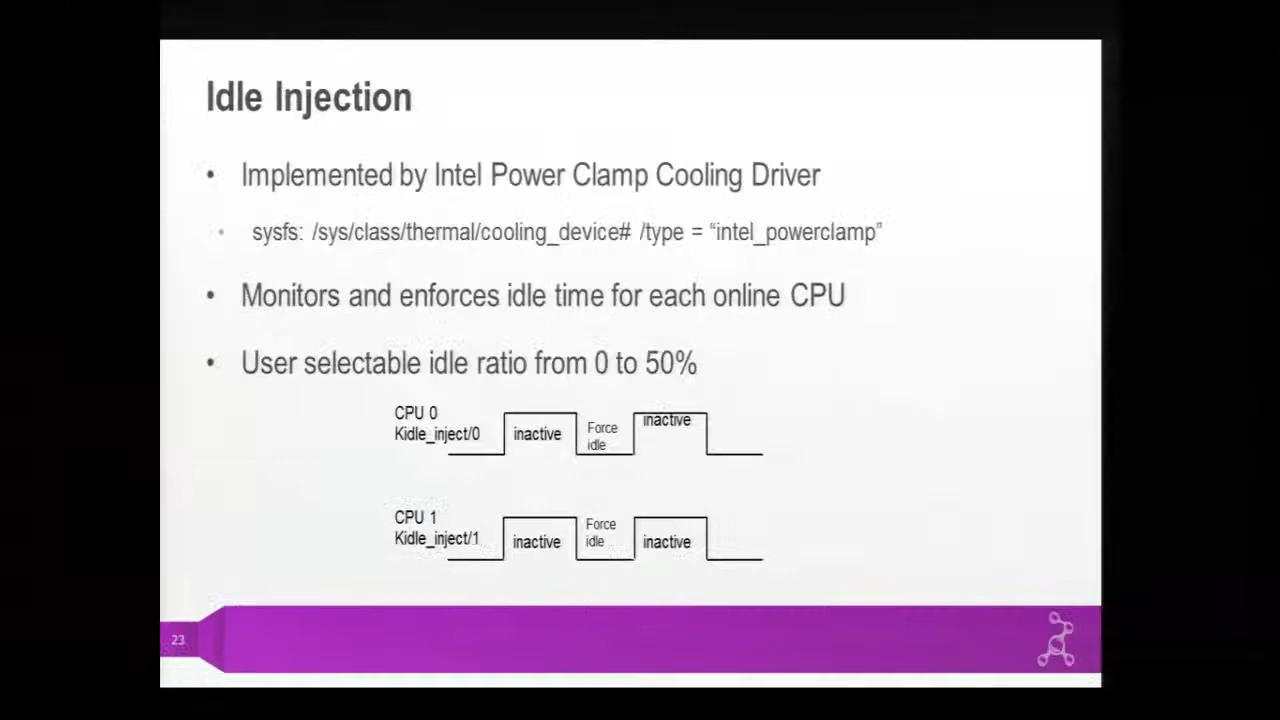 Idle Injection
• Implemented by Intel Power Clamp Cooling Driver
• sysfs: /sys/class/thermal/cooling_device# /type = “intel_powerclamp”
• Monitors and enforces idle time for each online CPU
• User selectable idle ratio from 0 to 50%
CPU 0
Kidle_inject/0
inactive
Force
idle
inactive
CPU 1
Kidle_inject/1
inactive
Force
idle
inactive
23